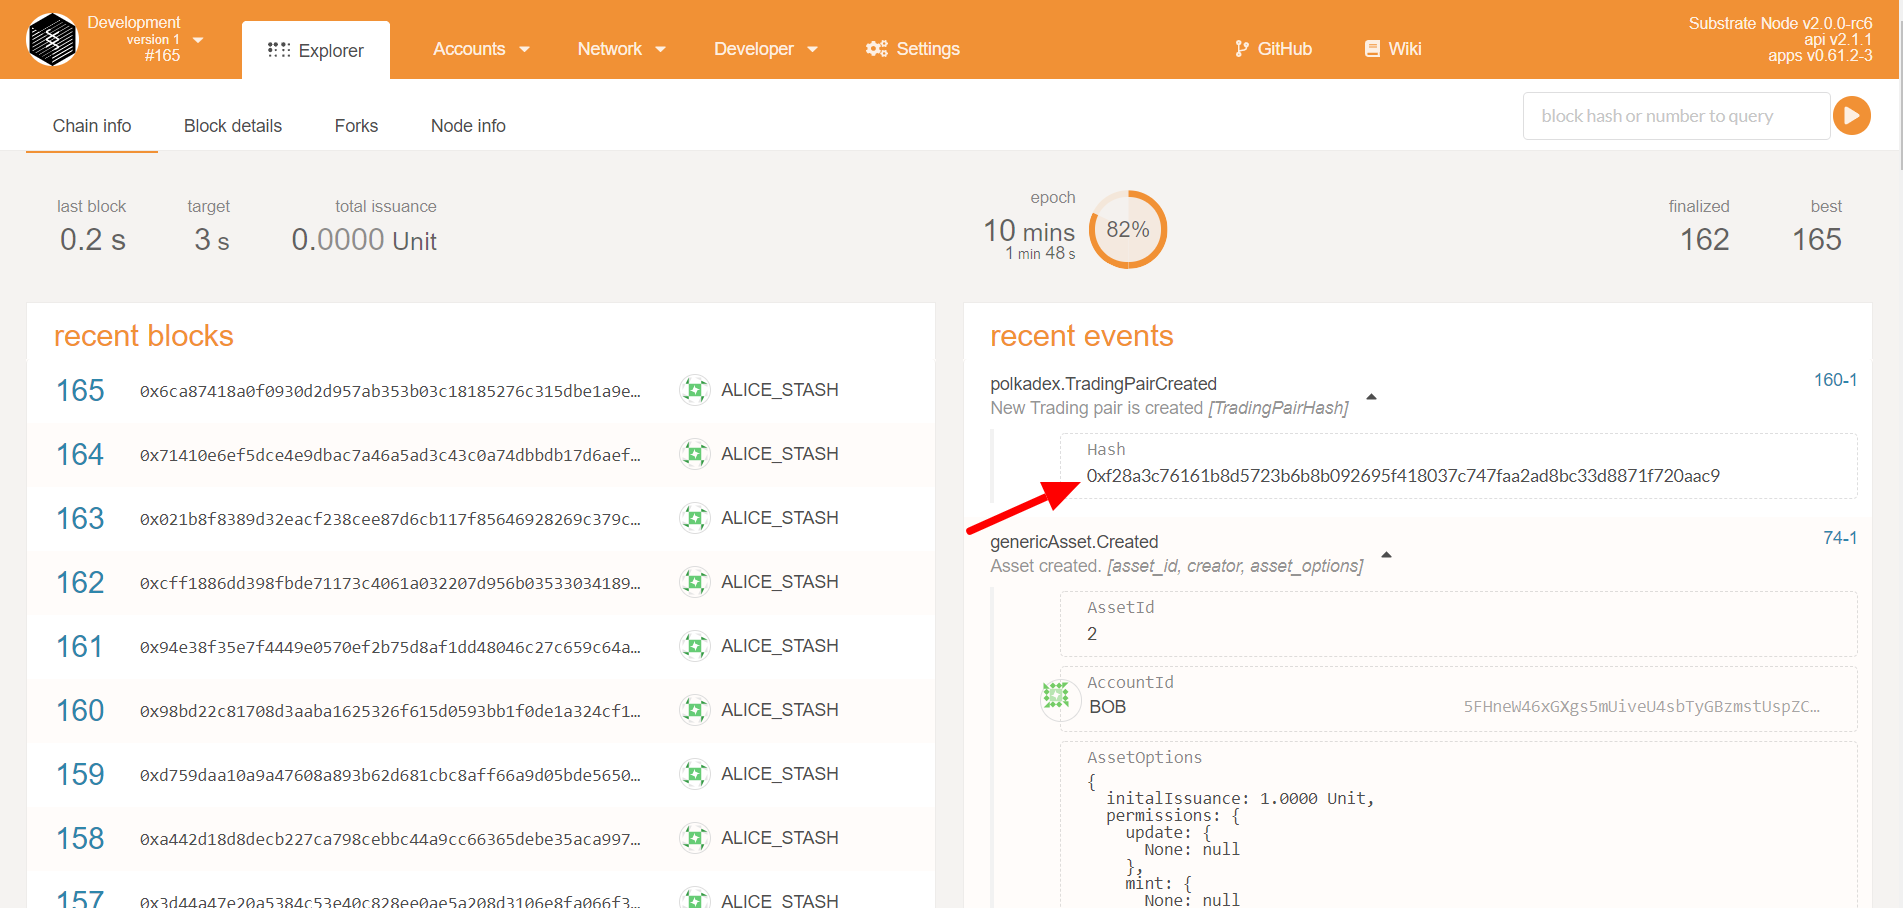 Development
version 1
#165
Explorer
Accounts
Network
Developer
Settings
GitHub
Wiki
Substrate Node v2.0.0-rc6
api v2.1.1
apps v0.61.2-3
Chain info
Block details
Forks
Node info
block hash or number to query
last block
0.2 s
target
3 s
total issuance
0.0000 Unit
epoch
10 mins
1 min 48 s
82%
finalized
162
best
165
recent blocks
165 0x6ca87418a0f0930d2d957ab353b03c18185276c315dbe1a9e… ALICE_STASH
164 0x71410e6ef5dce4e9dbac7a46a5ad3c43c0a74dbbdb17d6aef… ALICE_STASH
163 0x021b8f8389d32eacf238cee87d6cb117f85646928269c379c… ALICE_STASH
162 0xcff1886dd398fbde71173c4061a032207d956b03533034189… ALICE_STASH
161 0x94e38f35e7f4449e0570ef2b75d8af1dd48046c27c659c64a… ALICE_STASH
160 0x98bd22c81708d3aaba1625326f615d0593bb1f0de1a324cf1… ALICE_STASH
159 0xd759daa10a9a47608a893b62d681cbc8aff66a9d05bde5650… ALICE_STASH
158 0xa442d18d8decb227ca798cebbc44a9cc66365debe35aca997… ALICE_STASH
157 0x3d44a47e20a5384c53e40c828ee0ae5a208d3106e8fa066f3… ALICE_STASH
recent events
polkadex.TradingPairCreated
160-1
New Trading pair is created [TradingPairHash]
Hash
0xf28a3c76161b8d5723b6b8b092695f418037c747faa2ad8bc33d8871f720aac9
genericAsset.Created
74-1
Asset created. [asset_id, creator, asset_options]
AssetId
2
AccountId
BOB
5FHneW46xGXgs5mUiveU4sbTyGBzmstUspZC…
AssetOptions
{
initalIssuance: 1.0000 Unit,
permissions: {
update: {
None: null
},
mint: {
None: null